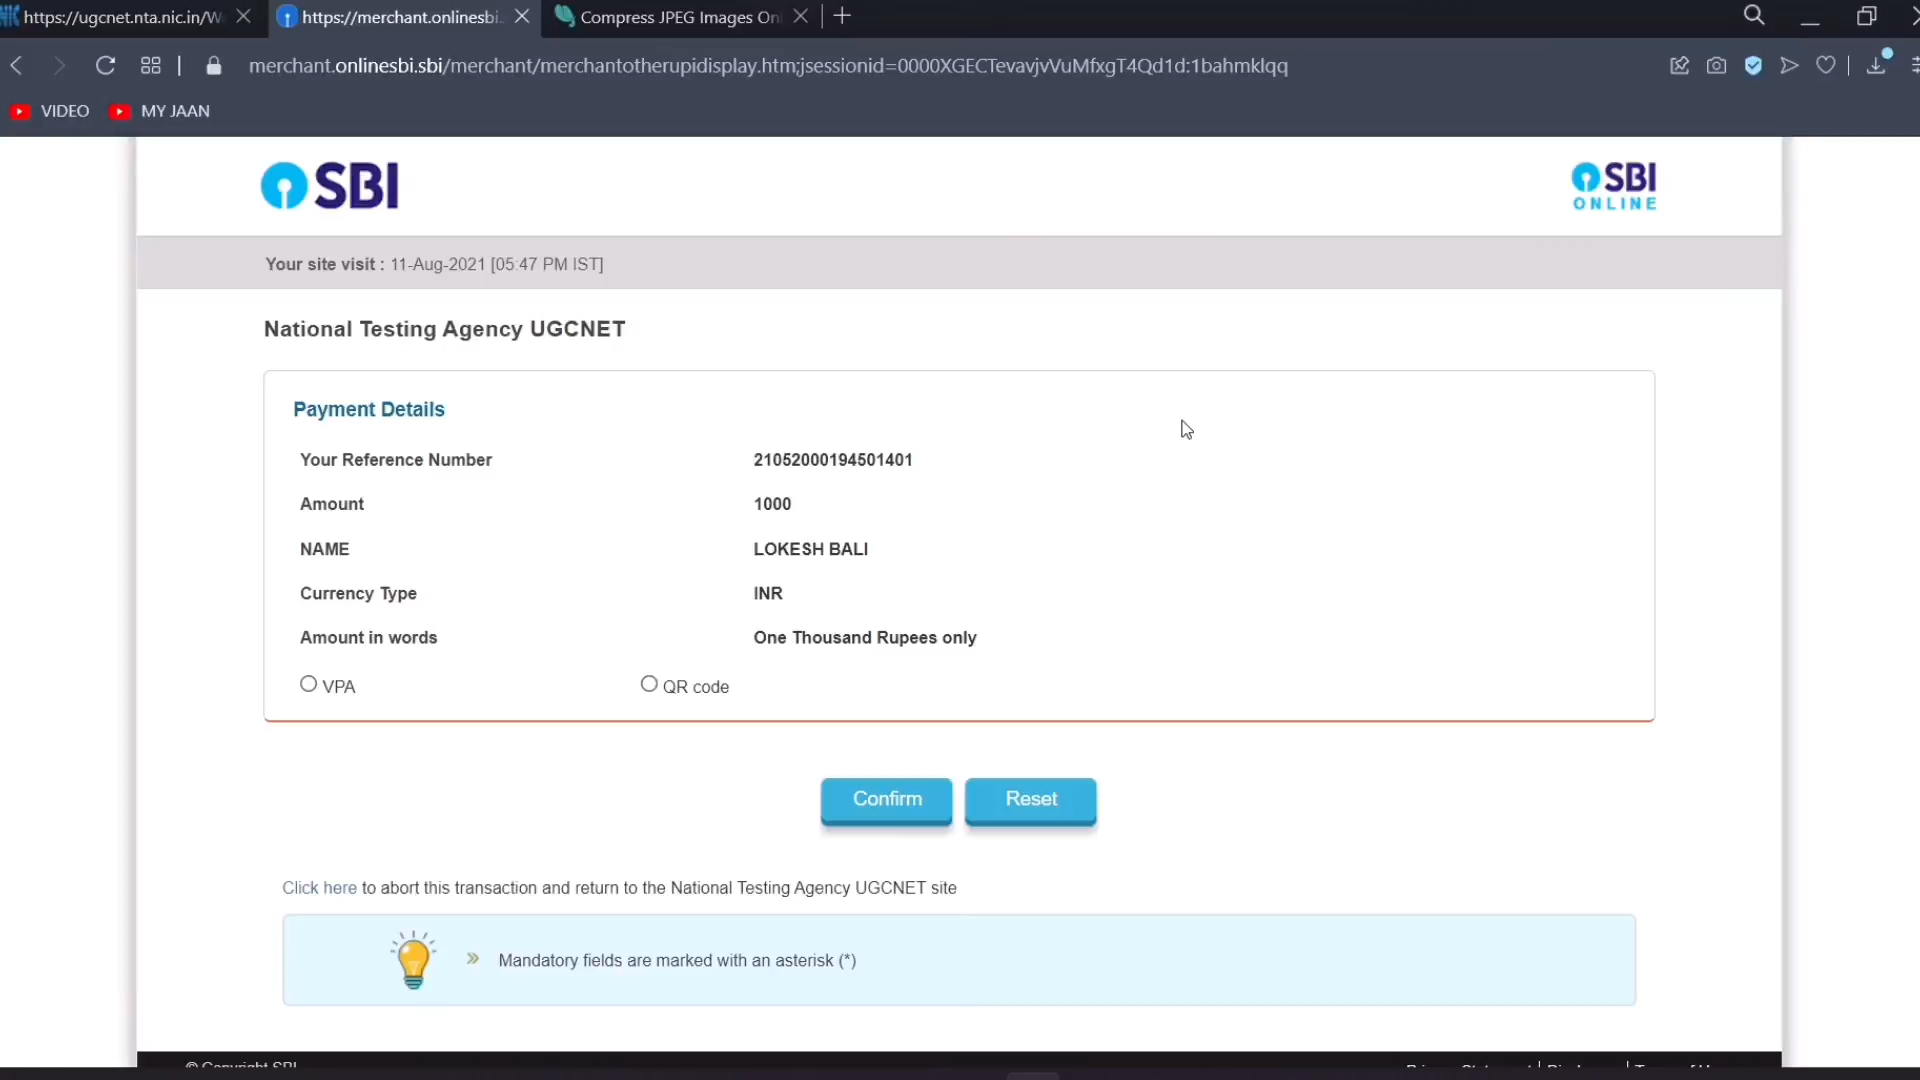 https://ugcnet.nta.nic.in/W
https://merchant.onlinesbi.
Compress JPEG Images On
merchant.onlinesbi.sbi/merchant/merchantotherupidisplay.htm;jsessionid=0000XGECTevavjvVuMfxgT4Qd1d:1bahmklqq
VIDEO MY JAAN
SBI
SBI
ONLINE
Your site visit : 11-Aug-2021 [05:47 PM IST]
National Testing Agency UGCNET
Payment Details
Your Reference Number 21052000194501401
Amount 1000
NAME LOKESH BALI
Currency Type INR
Amount in words One Thousand Rupees only
VPA QR code
Confirm Reset
Click here to abort this transaction and return to the National Testing Agency UGCNET site
» Mandatory fields are marked with an asterisk (*)
© Copyright SBI